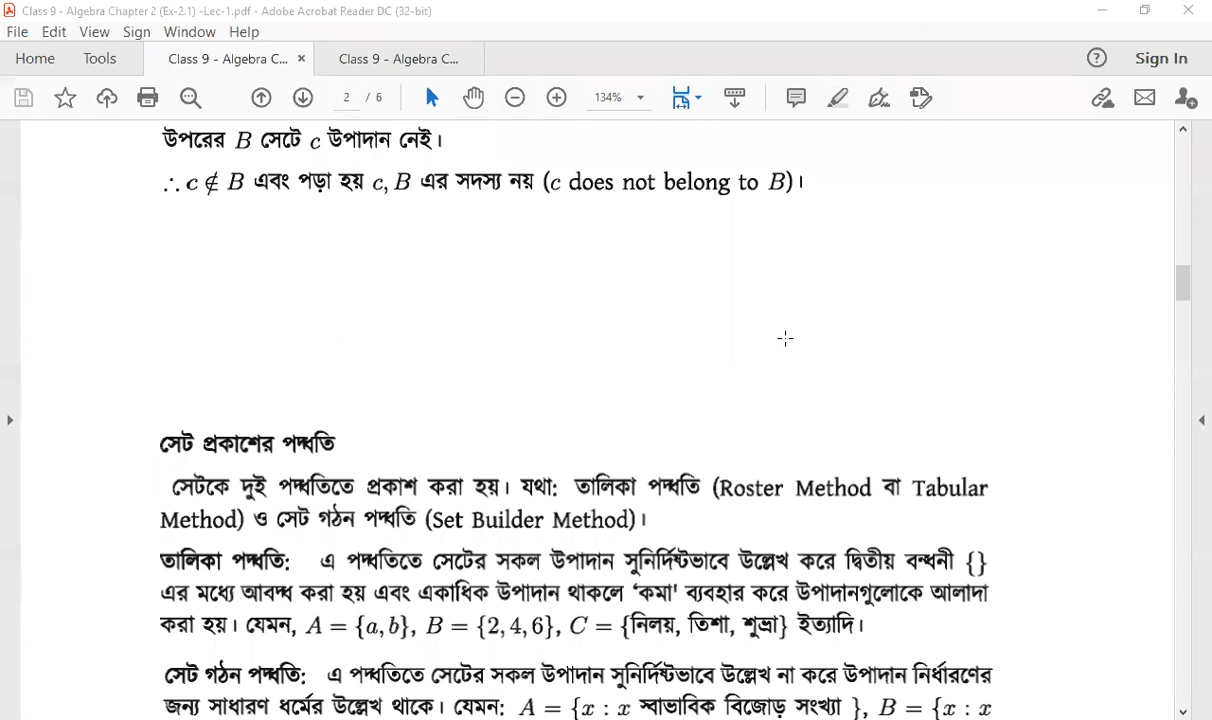 Class 9 - Algebra Chapter 2 (Ex-2.1) -Lec-1.pdf - Adobe Acrobat Reader DC (32-bit)
File Edit View Sign Window Help
Home Tools Class 9 - Algebra C... × Class 9 - Algebra C... Sign In
2 / 6 134%
উপরের B সেটে c উপাদান নেই।
∴ c ∉ B এবং পড়া হয় c, B এর সদস্য নয় (c does not belong to B)।
সেট প্রকাশের পদ্ধতি
সেটকে দুই পদ্ধতিতে প্রকাশ করা হয়। যথা: তালিকা পদ্ধতি (Roster Method বা Tabular
Method) ও সেট গঠন পদ্ধতি (Set Builder Method)।
তালিকা পদ্ধতি: এ পদ্ধতিতে সেটের সকল উপাদান সুনির্দিষ্টভাবে উল্লেখ করে দ্বিতীয় বন্ধনী {}
এর মধ্যে আবদ্ধ করা হয় এবং একাধিক উপাদান থাকলে ‘কমা' ব্যবহার করে উপাদানগুলোকে আলাদা
করা হয়। যেমন, A = {a, b}, B = {2, 4, 6}, C = {নিলয়, তিশা, শুভ্রা} ইত্যাদি।
সেট গঠন পদ্ধতি: এ পদ্ধতিতে সেটের সকল উপাদান সুনির্দিষ্টভাবে উল্লেখ না করে উপাদান নির্ধারণের
জন্য সাধারণ ধর্মের উল্লেখ থাকে। যেমন: A = {x : x স্বাভাবিক বিজোড় সংখ্যা }, B = {x : x